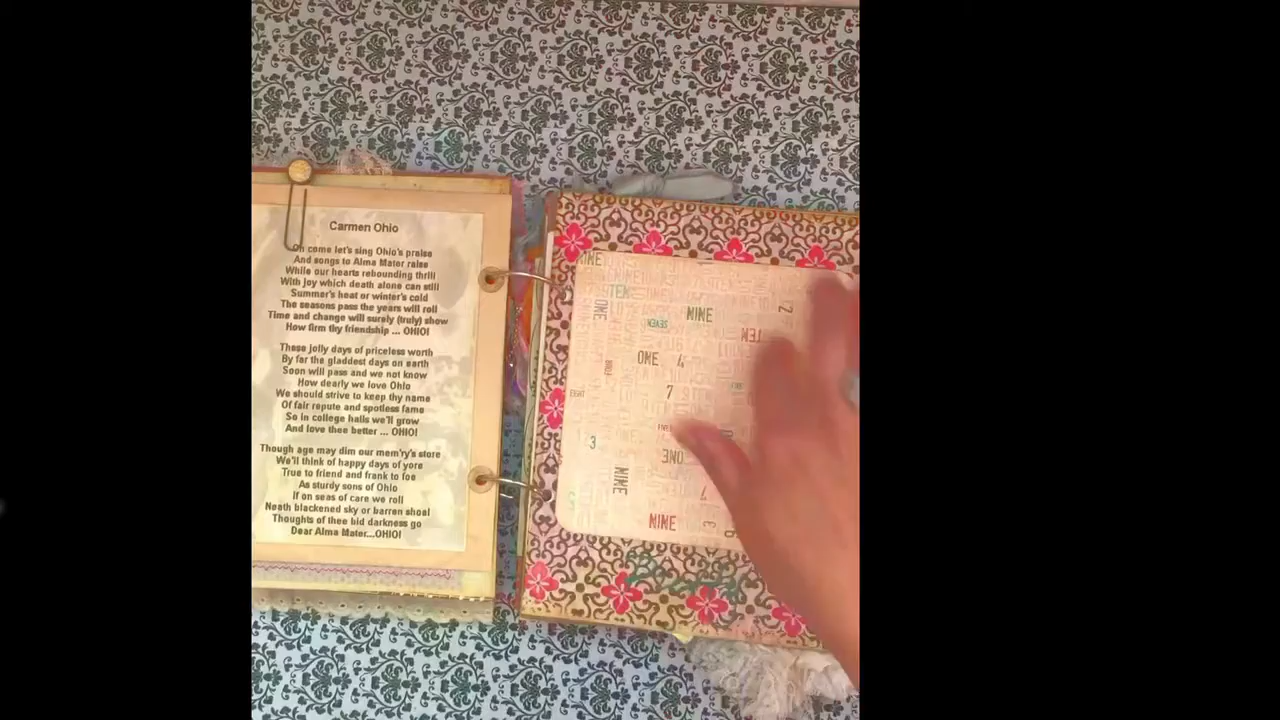 Carmen Ohio
Oh come let's sing Ohio's praise
And songs to Alma Mater raise
While our hearts rebounding thrill
With joy which death alone can still
Summer's heat or winter's cold
The seasons pass the years will roll
Time and change will surely (truly) show
How firm thy friendship ... OHIO!
These jolly days of priceless worth
By far the gladdest days on earth
Soon will pass and we not know
How dearly we love Ohio
We should strive to keep thy name
Of fair repute and spotless fame
So in college halls we'll grow
And love thee better ... OHIO!
Though age may dim our mem'ry's store
We'll think of happy days of yore
True to friend and frank to foe
As sturdy sons of Ohio
If on seas of care we roll
Neath blackened sky or barren shoal
Thoughts of thee bid darkness go
Dear Alma Mater...OHIO!
NINE
TEN
ONE
NINE
SEVEN
TEN
ONE 4
7
EIGHT
3
ONE
NINE
7
NINE
3